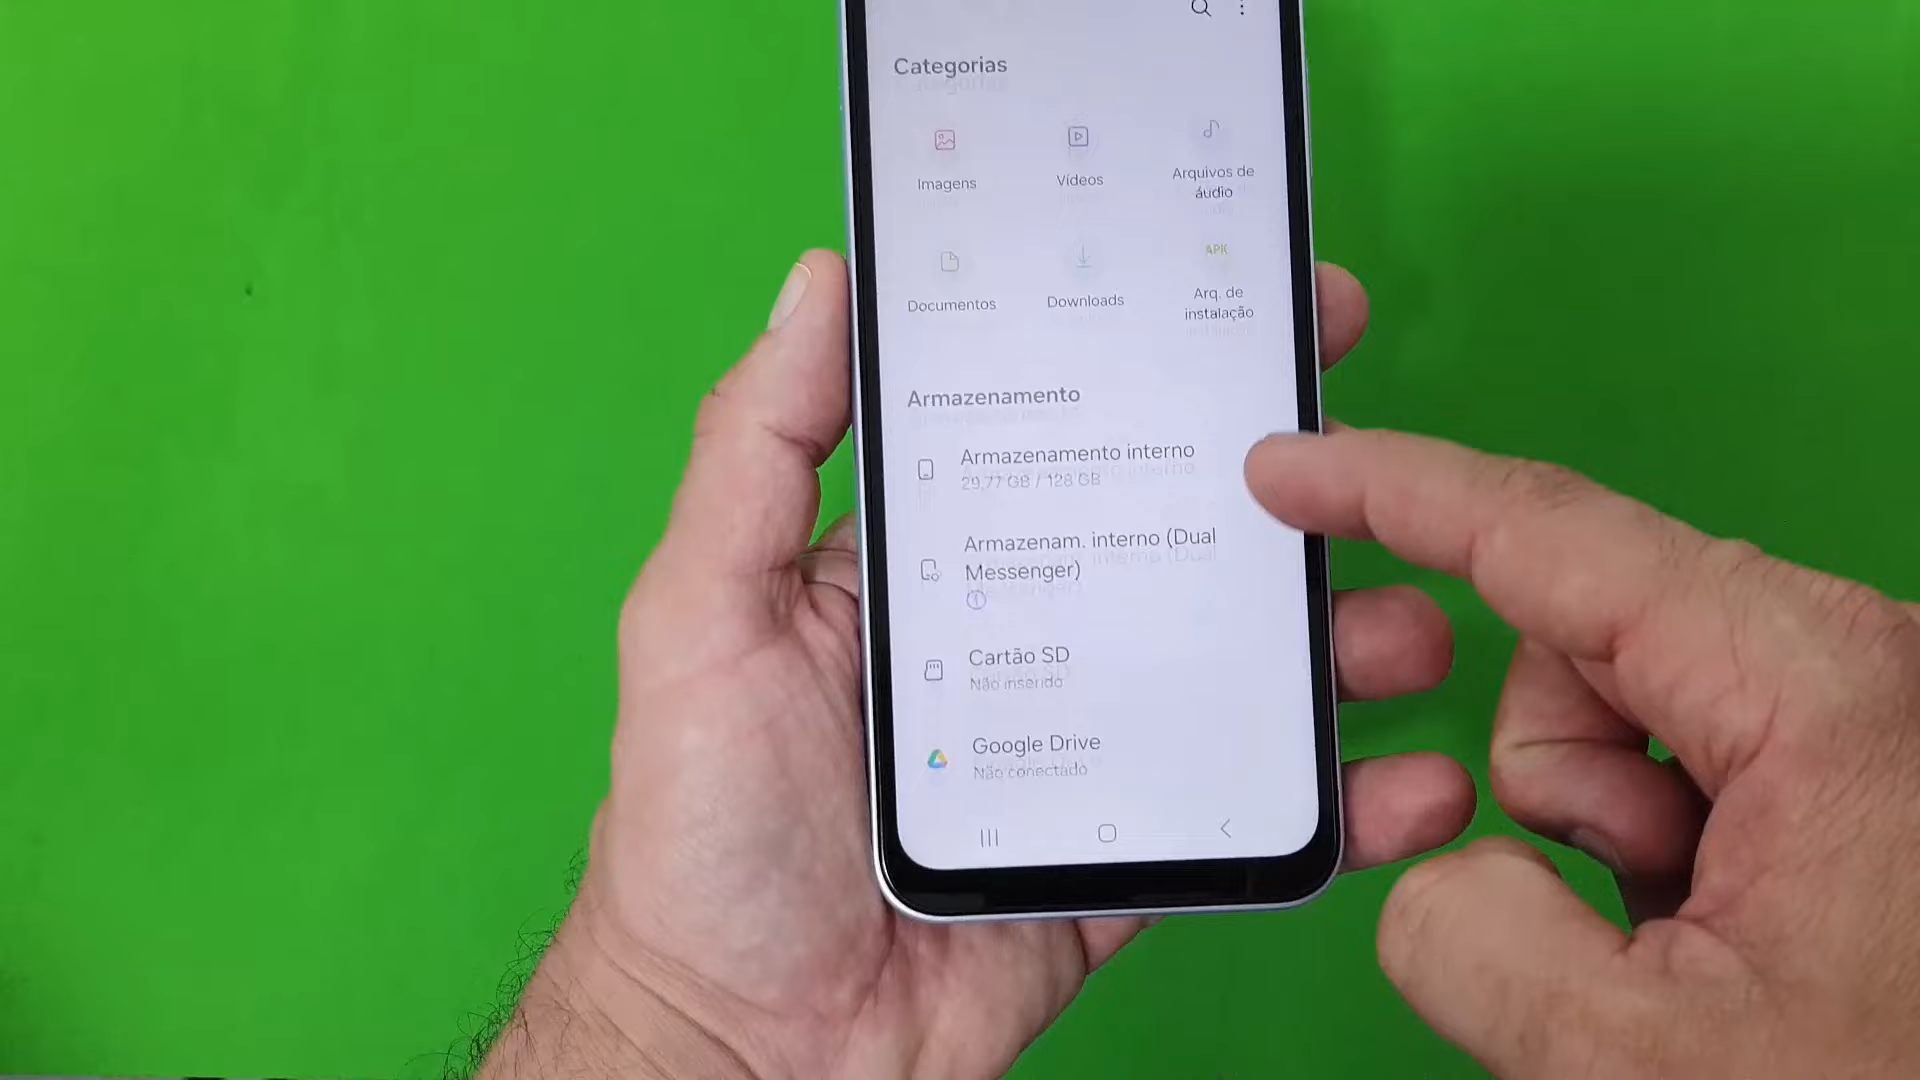 Categorias
Imagens
Vídeos
Arquivos de
áudio
Documentos
Downloads
APK
Arq. de
instalação
Armazenamento
Armazenamento interno
29,77 GB / 128 GB
Armazenam. interno (Dual
Messenger)
Cartão SD
Não inserido
Google Drive
Não conectado